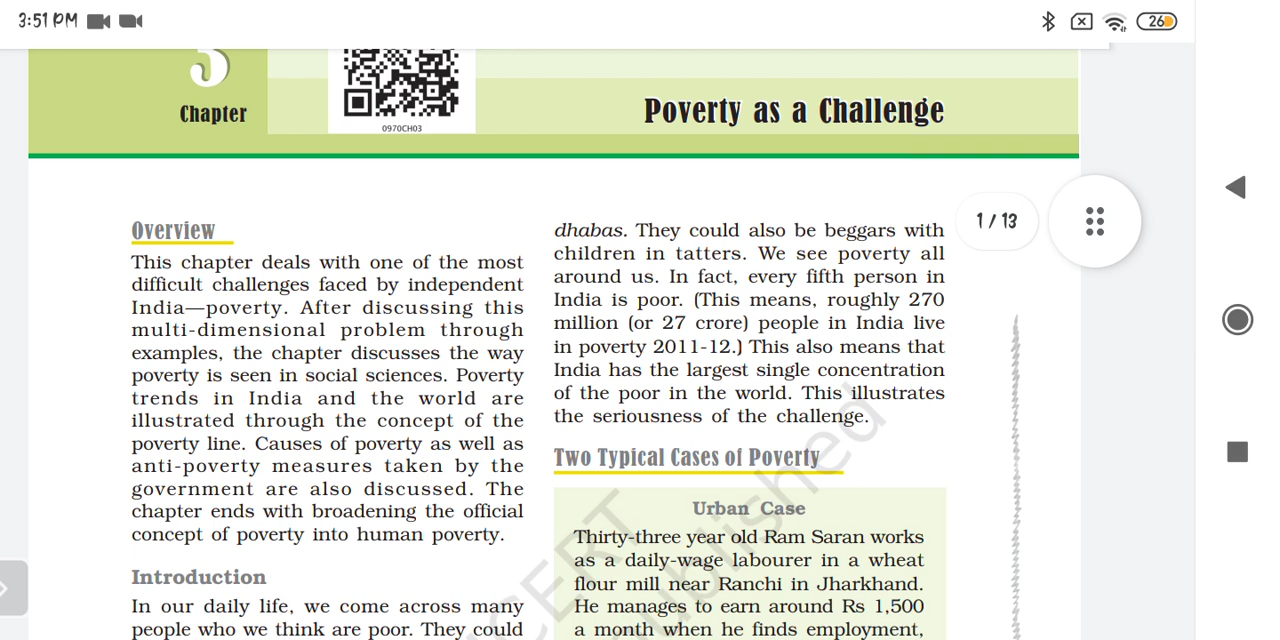 3:51 PM
26
3
Chapter
0970CH03
Poverty as a Challenge
1 / 13
Overview
This chapter deals with one of the most
difficult challenges faced by independent
India—poverty. After discussing this
multi-dimensional problem through
examples, the chapter discusses the way
poverty is seen in social sciences. Poverty
trends in India and the world are
illustrated through the concept of the
poverty line. Causes of poverty as well as
anti-poverty measures taken by the
government are also discussed. The
chapter ends with broadening the official
concept of poverty into human poverty.
Introduction
In our daily life, we come across many
people who we think are poor. They could
dhabas. They could also be beggars with
children in tatters. We see poverty all
around us. In fact, every fifth person in
India is poor. (This means, roughly 270
million (or 27 crore) people in India live
in poverty 2011-12.) This also means that
India has the largest single concentration
of the poor in the world. This illustrates
the seriousness of the challenge.
Two Typical Cases of Poverty
Urban Case
Thirty-three year old Ram Saran works
as a daily-wage labourer in a wheat
flour mill near Ranchi in Jharkhand.
He manages to earn around Rs 1,500
a month when he finds employment,